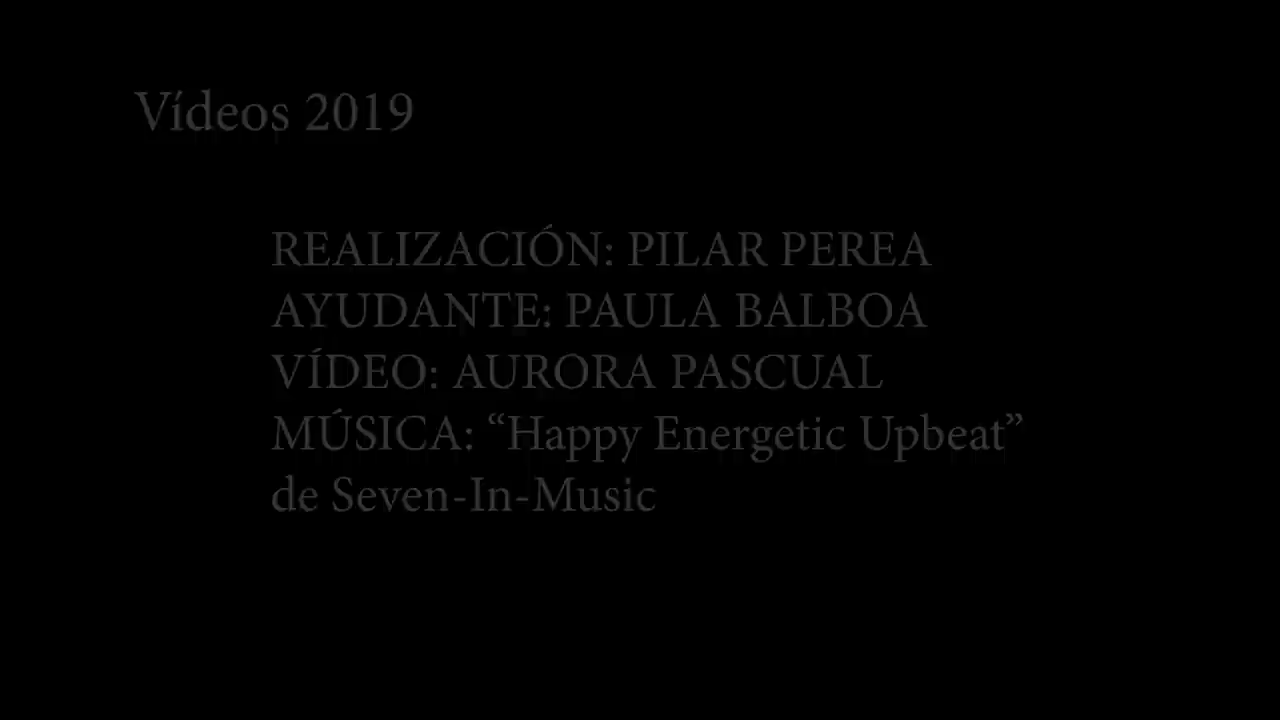 Vídeos 2019
REALIZACIÓN: PILAR PEREA
AYUDANTE: PAULA BALBOA
VÍDEO: AURORA PASCUAL
MÚSICA: “Happy Energetic Upbeat”
de Seven-In-Music